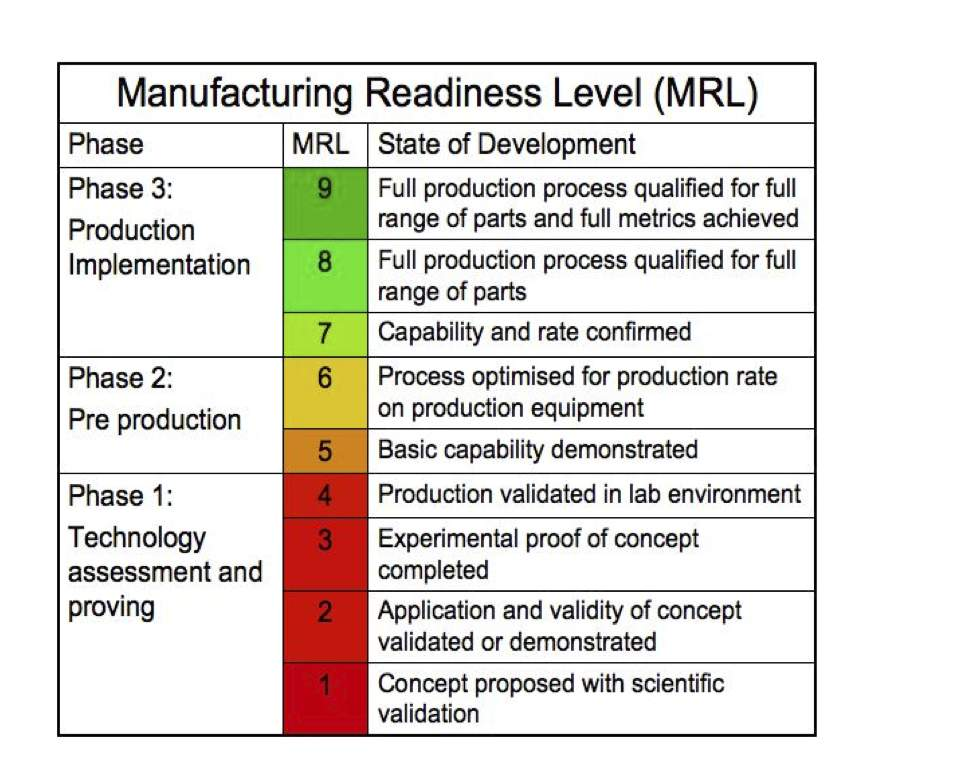 Manufacturing Readiness Level (MRL)
Phase MRL State of Development
Phase 3:
Production
Implementation
9 Full production process qualified for full
range of parts and full metrics achieved
8 Full production process qualified for full
range of parts
7 Capability and rate confirmed
Phase 2:
Pre production
6 Process optimised for production rate
on production equipment
5 Basic capability demonstrated
Phase 1:
Technology
assessment and
proving
4 Production validated in lab environment
3 Experimental proof of concept
completed
2 Application and validity of concept
validated or demonstrated
1 Concept proposed with scientific
validation